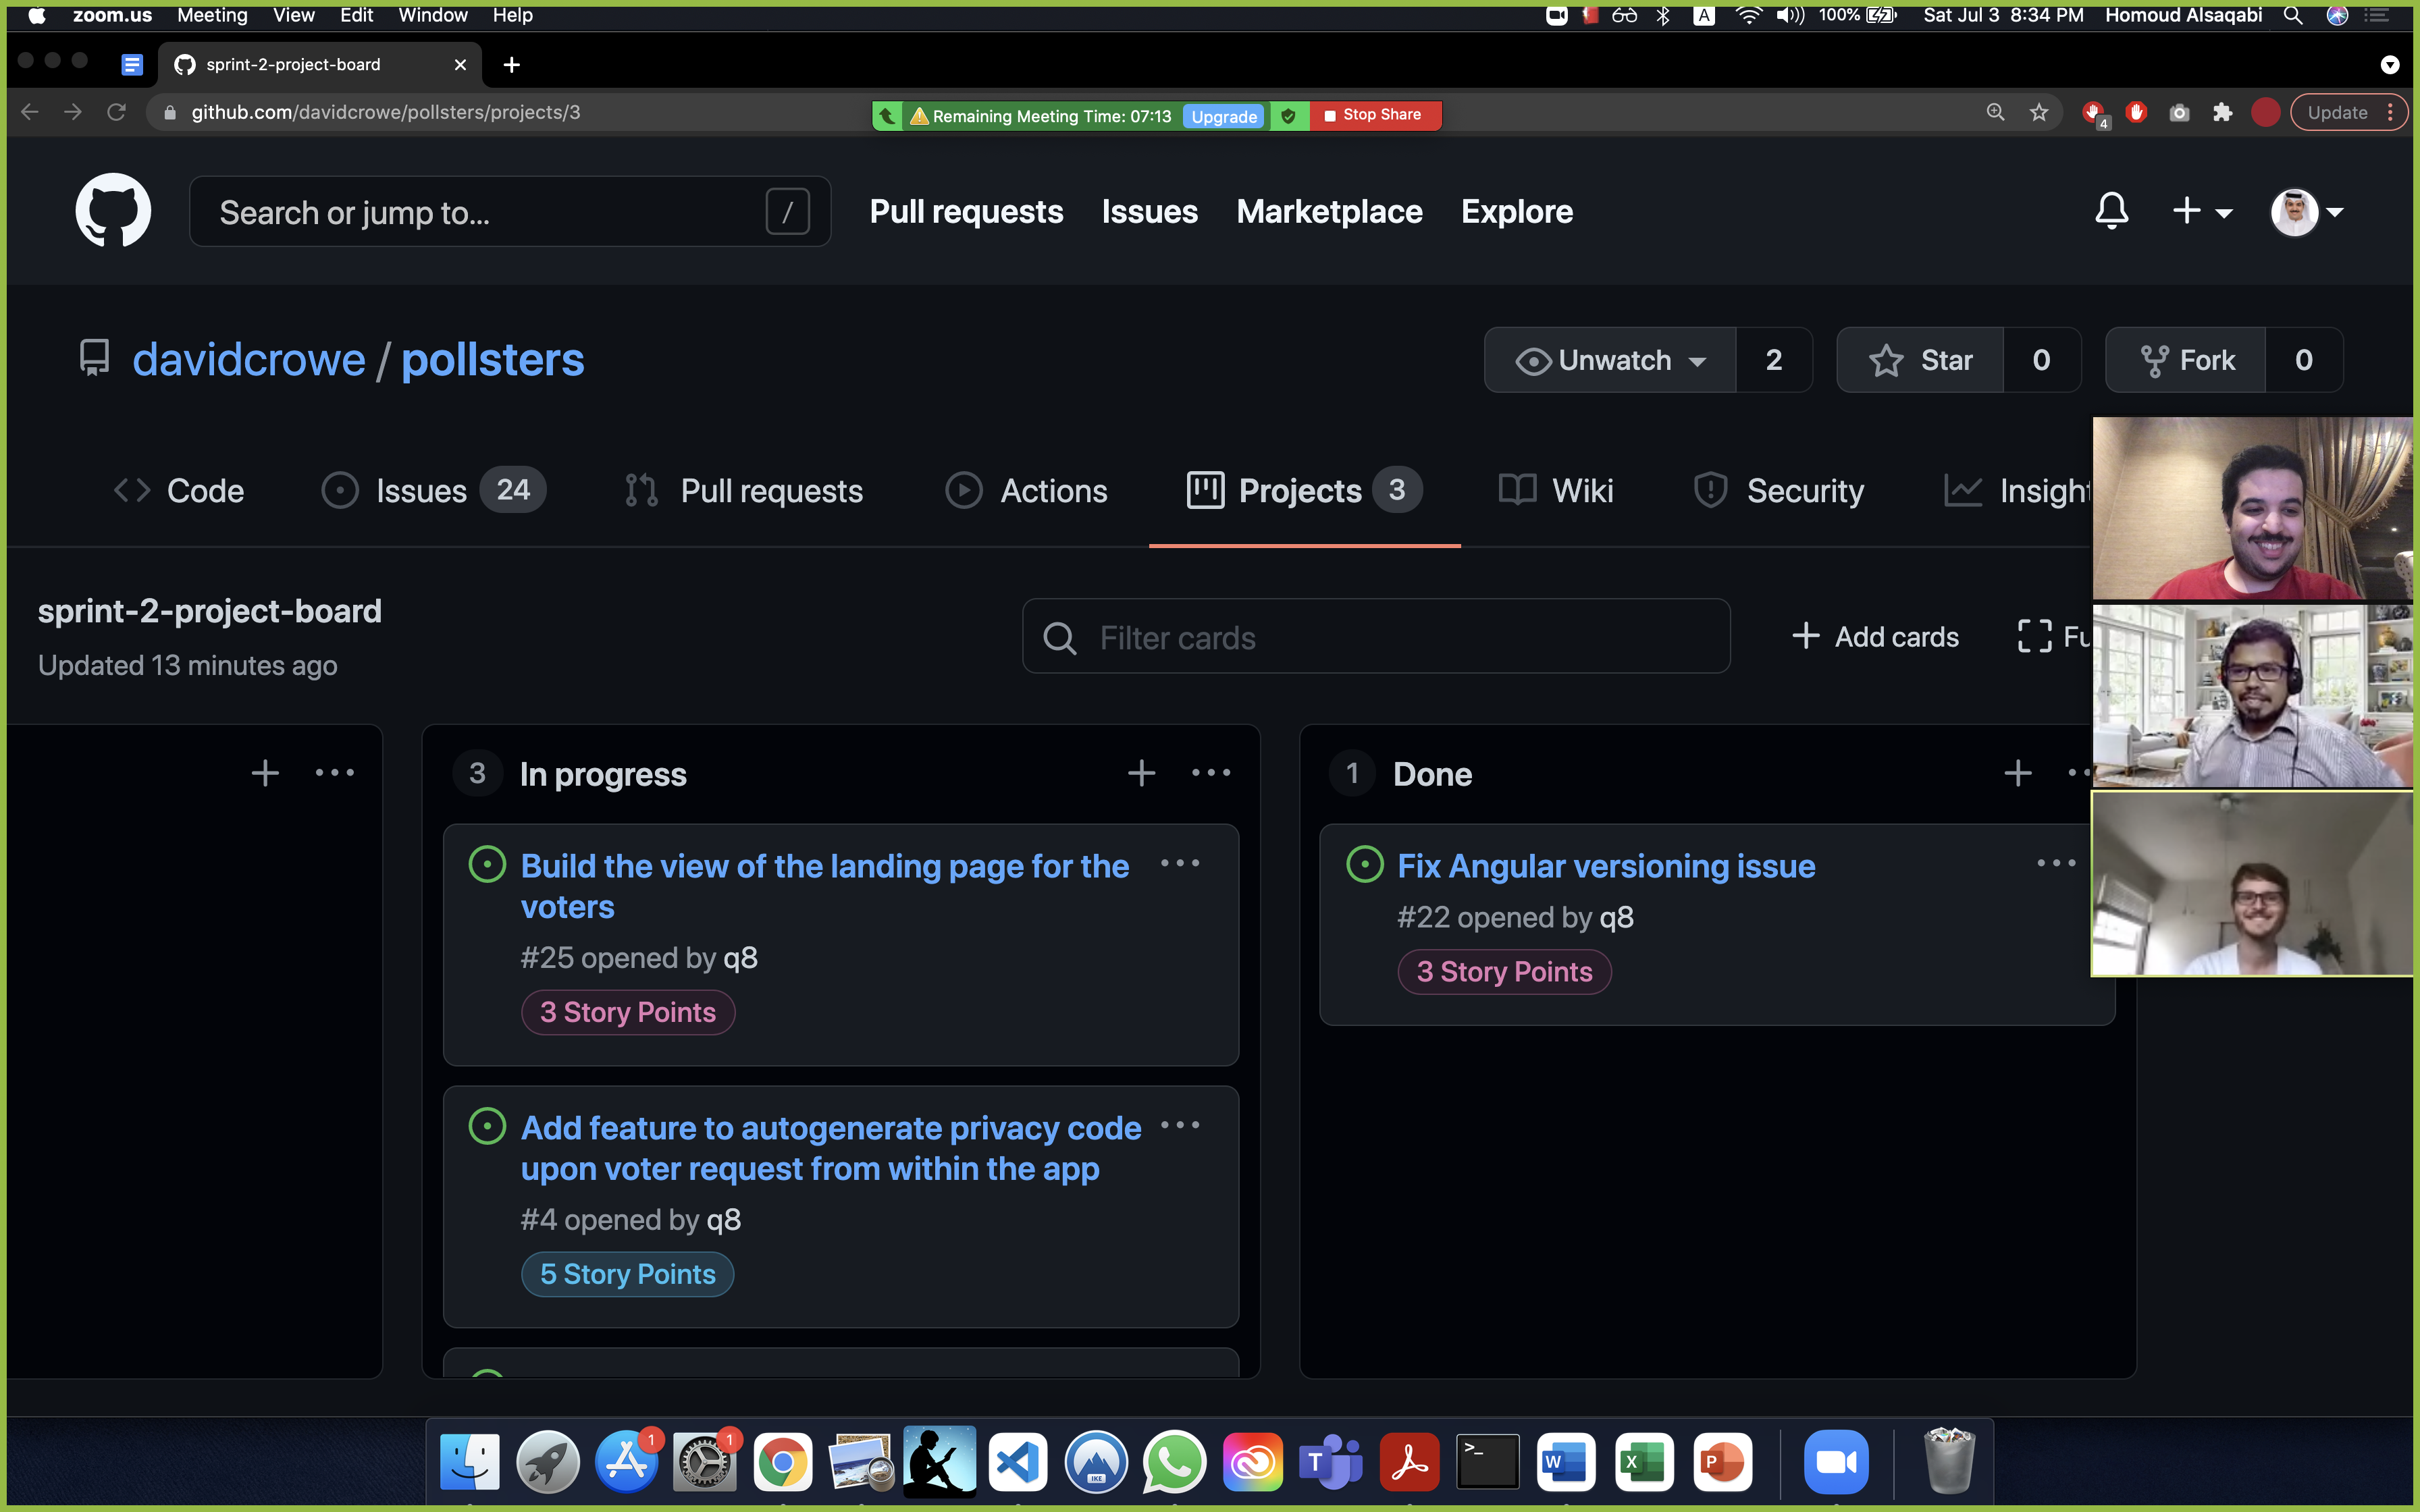 zoom.us Meeting View Edit Window Help
A 100% Sat Jul 3 8:34 PM Homoud Alsaqabi
sprint-2-project-board
github.com/davidcrowe/pollsters/projects/3
Remaining Meeting Time: 07:13 Upgrade Stop Share
4
Update
Search or jump to... /
Pull requests Issues Marketplace Explore
davidcrowe / pollsters
Unwatch 2 Star 0 Fork 0
Code Issues 24 Pull requests Actions Projects 3 Wiki Security Insight
sprint-2-project-board
Updated 13 minutes ago
Filter cards
Add cards
Fu
3 In progress
Build the view of the landing page for the
voters
#25 opened by q8
3 Story Points
Add feature to autogenerate privacy code
upon voter request from within the app
#4 opened by q8
5 Story Points
1 Done
Fix Angular versioning issue
#22 opened by q8
3 Story Points
1 1 IKE T >_ W X P